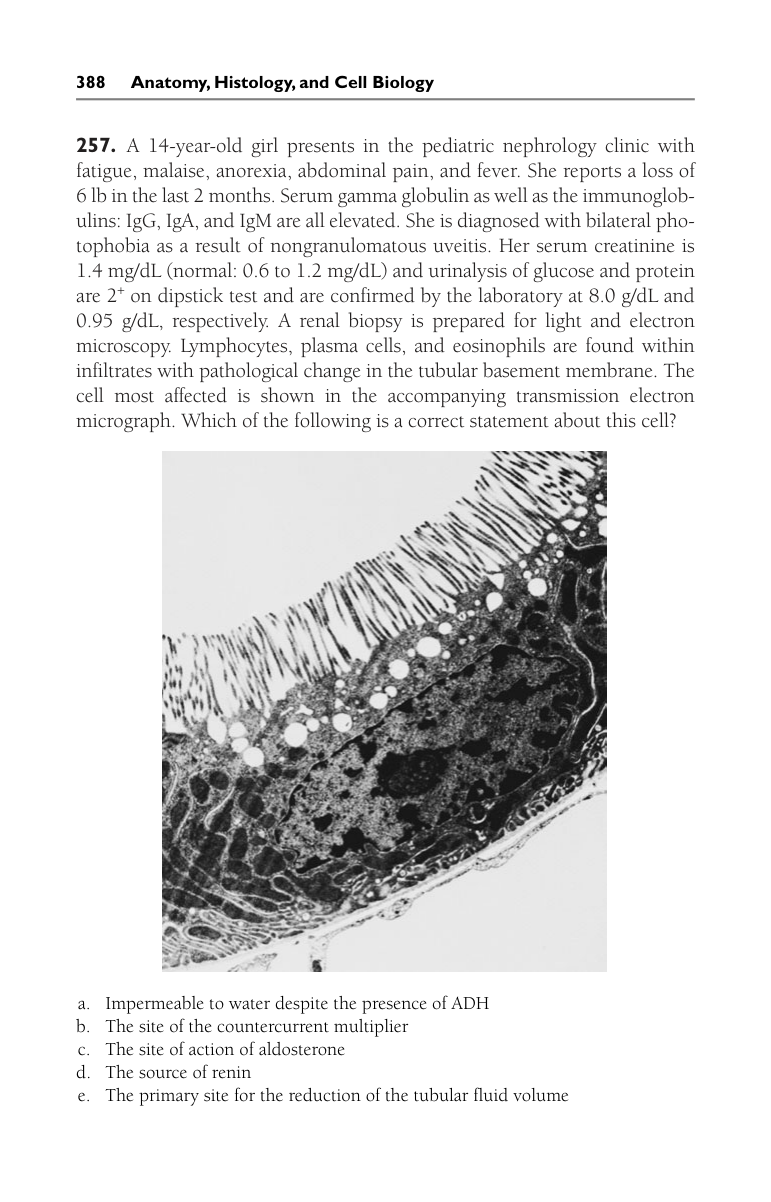 388 Anatomy, Histology, and Cell Biology
257. A 14-year-old girl presents in the pediatric nephrology clinic with
fatigue, malaise, anorexia, abdominal pain, and fever. She reports a loss of
6 lb in the last 2 months. Serum gamma globulin as well as the immunoglob-
ulins: IgG, IgA, and IgM are all elevated. She is diagnosed with bilateral pho-
tophobia as a result of nongranulomatous uveitis. Her serum creatinine is
1.4 mg/dL (normal: 0.6 to 1.2 mg/dL) and urinalysis of glucose and protein
are 2⁺ on dipstick test and are confirmed by the laboratory at 8.0 g/dL and
0.95 g/dL, respectively. A renal biopsy is prepared for light and electron
microscopy. Lymphocytes, plasma cells, and eosinophils are found within
infiltrates with pathological change in the tubular basement membrane. The
cell most affected is shown in the accompanying transmission electron
micrograph. Which of the following is a correct statement about this cell?
a. Impermeable to water despite the presence of ADH
b. The site of the countercurrent multiplier
c. The site of action of aldosterone
d. The source of renin
e. The primary site for the reduction of the tubular fluid volume